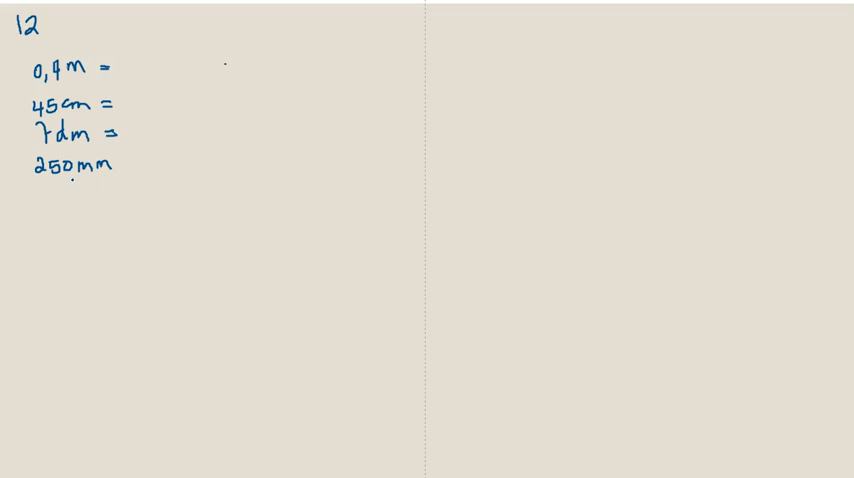 12
0,4m =
45cm =
7dm =
250mm